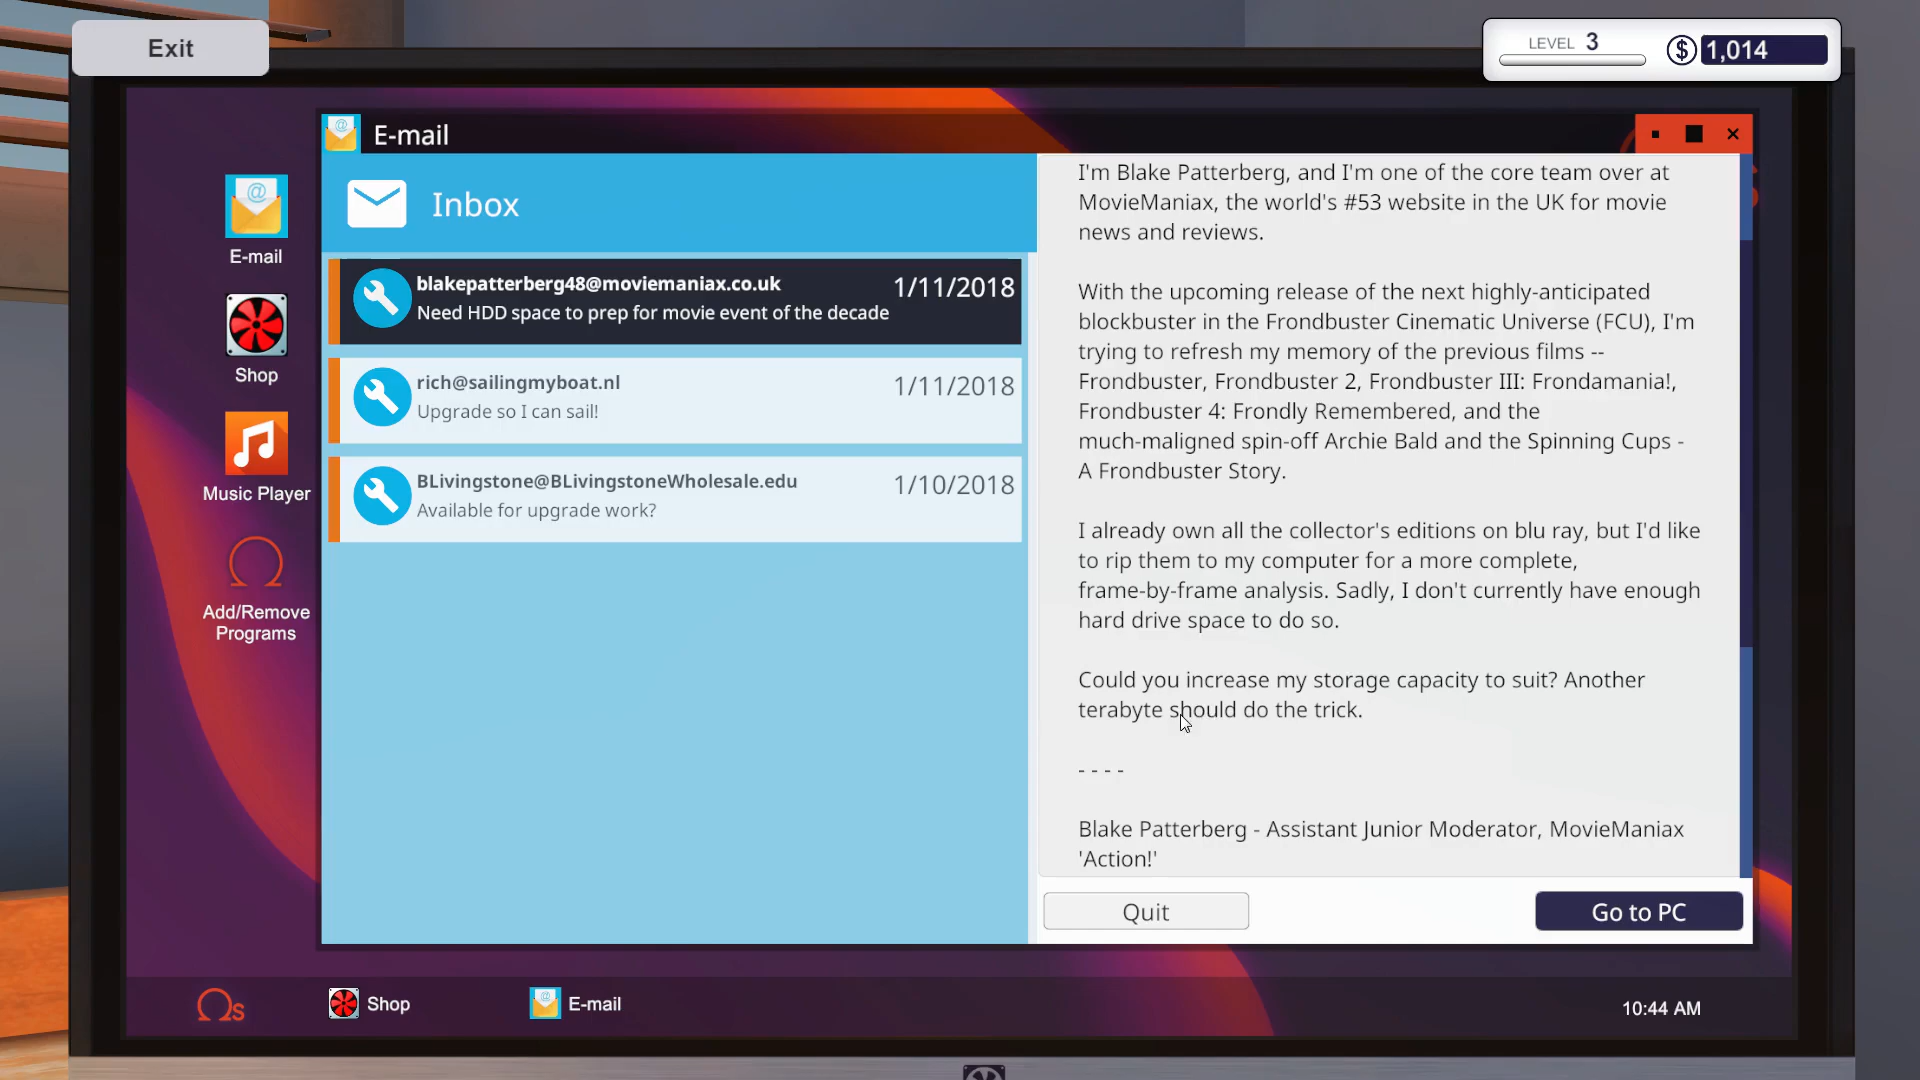 Exit
LEVEL 3
$ 1,014
E-mail
Inbox
E-mail
Shop
Music Player
Add/Remove
Programs
blakepatterberg48@moviemaniax.co.uk
1/11/2018
Need HDD space to prep for movie event of the decade
rich@sailingmyboat.nl
1/11/2018
Upgrade so I can sail!
BLivingstone@BLivingstoneWholesale.edu
1/10/2018
Available for upgrade work?
I'm Blake Patterberg, and I'm one of the core team over at
MovieManiax, the world's #53 website in the UK for movie
news and reviews.
With the upcoming release of the next highly-anticipated
blockbuster in the Frondbuster Cinematic Universe (FCU), I'm
trying to refresh my memory of the previous films --
Frondbuster, Frondbuster 2, Frondbuster III: Frondamania!,
Frondbuster 4: Frondly Remembered, and the
much-maligned spin-off Archie Bald and the Spinning Cups -
A Frondbuster Story.
I already own all the collector's editions on blu ray, but I'd like
to rip them to my computer for a more complete,
frame-by-frame analysis. Sadly, I don't currently have enough
hard drive space to do so.
Could you increase my storage capacity to suit? Another
terabyte should do the trick.
- - - -
Blake Patterberg - Assistant Junior Moderator, MovieManiax
'Action!'
Quit
Go to PC
Ωs
Shop
E-mail
10:44 AM